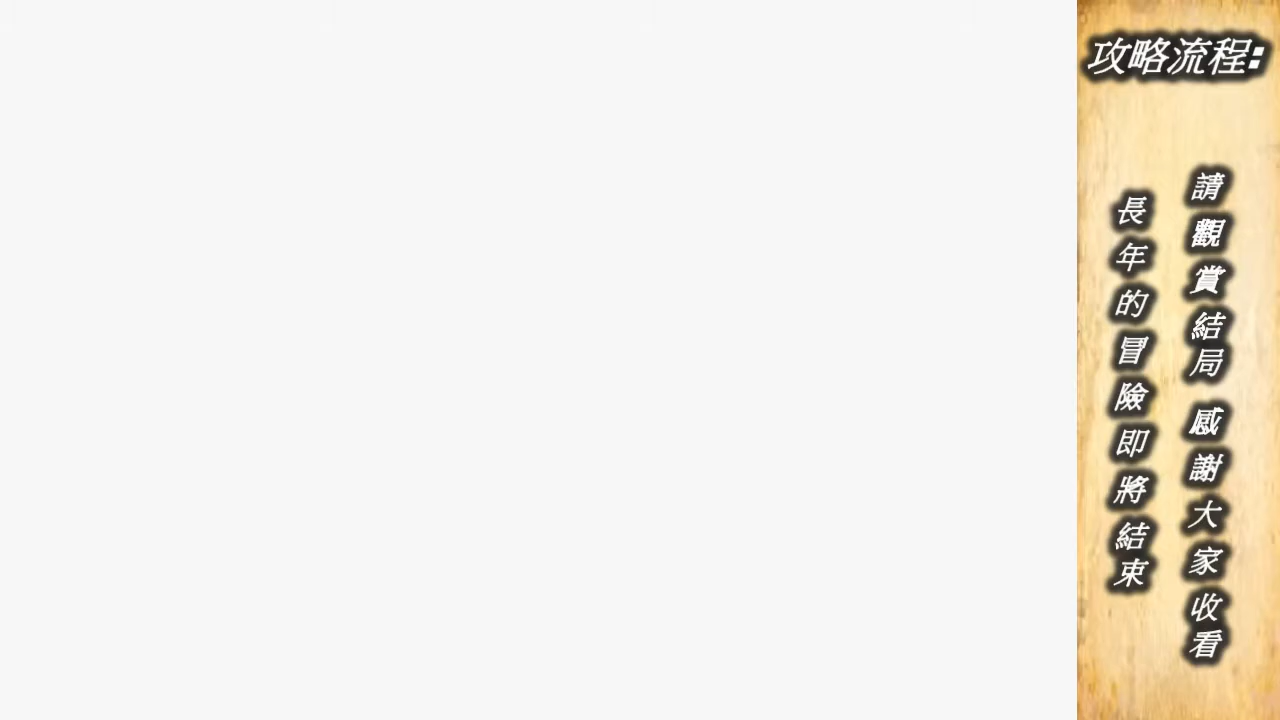 攻略流程:
請觀賞結局 感謝大家收看
長年的冒險即將結束